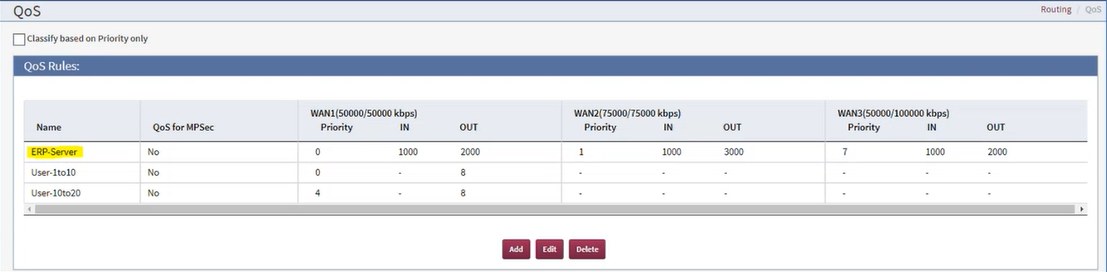 QoS
Routing / QoS
Classify based on Priority only
QoS Rules:
WAN1(50000/50000 kbps) WAN2(75000/75000 kbps) WAN3(50000/100000 kbps)
Name QoS for MPSec Priority IN OUT Priority IN OUT Priority IN OUT
ERP-Server No 0 1000 2000 1 1000 3000 7 1000 2000
User-1to10 No 0 - 8 - - - - - -
User-10to20 No 4 - 8 - - - - - -
Add Edit Delete